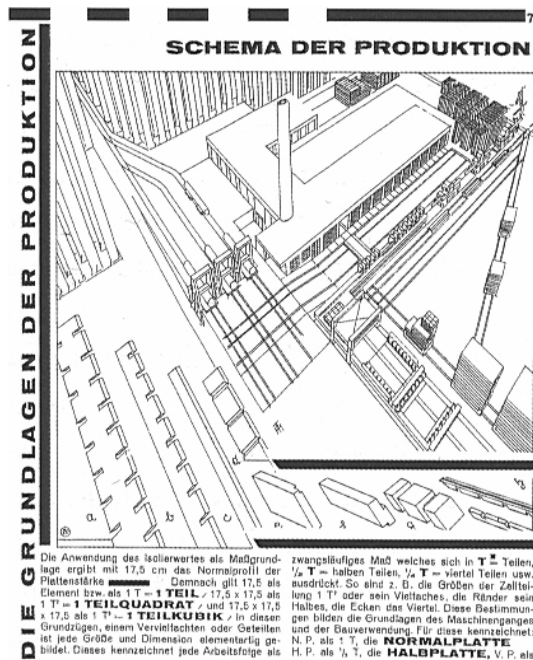 7
SCHEMA DER PRODUKTION
DIE GRUNDLAGEN DER PRODUKTION
a
b
c
d
Die Anwendung des Isolierwertes als Maßgrund-
lage ergibt mit 17,5 cm das Normalprofil der
Plattenstärke Demnach gilt 17,5 als
Element bzw. als 1 T = 1 TEIL / 17,5 x 17,5 als
1 T² = 1 TEILQUADRAT / und 17,5 x 17,5
x 17,5 als 1 T³ = 1 TEILKUBIK / in diesen
Grundzügen, einem Vervielfachten oder Geteilten
ist jede Größe und Dimension elementartig ge-
bildet. Dieses kennzeichnet jede Arbeitsfolge als
zwangsläufiges Maß welches sich in T = Teilen,
T = halben Teilen, ¼ T = viertel Teilen usw.
ausdrückt. So sind z. B. die Größen der Zelltei-
lung 1 T³ oder sein Vielfaches, die Ränder sein
Halbes, die Ecken das Viertel. Diese Bestimmun-
gen bilden die Grundlagen des Maschinenganges
und der Bauverwendung. Für diese kennzeichnet:
N. P. als 1 T, die NORMALPLATTE
H. P. als ½ T, die HALBPLATTE, V. P. als